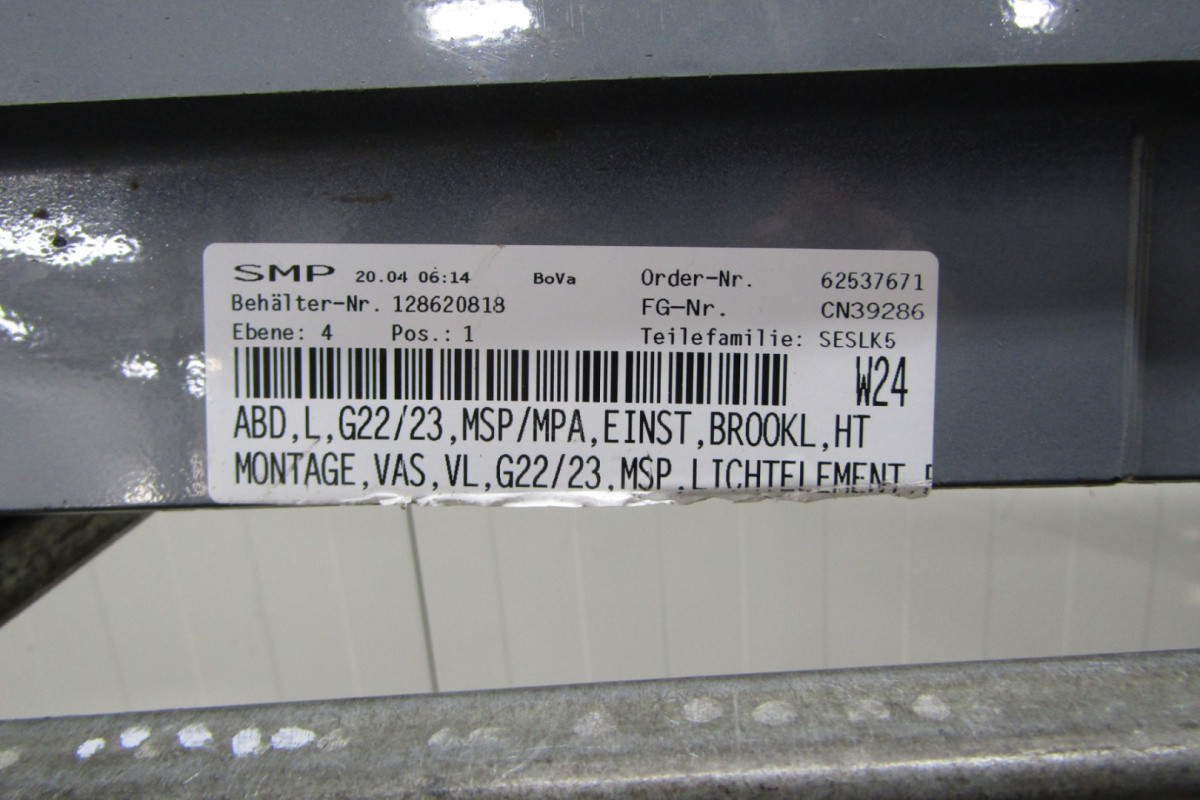 SMP 20.04 06:14 BoVa Order-Nr. 62537671
Behälter-Nr. 128620818 FG-Nr. CN39286
Ebene: 4 Pos.: 1 Teilefamilie: SESLK5
W24
ABD,L,G22/23,MSP/MPA,EINST,BROOKL,HT
MONTAGE,VAS,VL,G22/23,MSP,LICHTELEMENT,